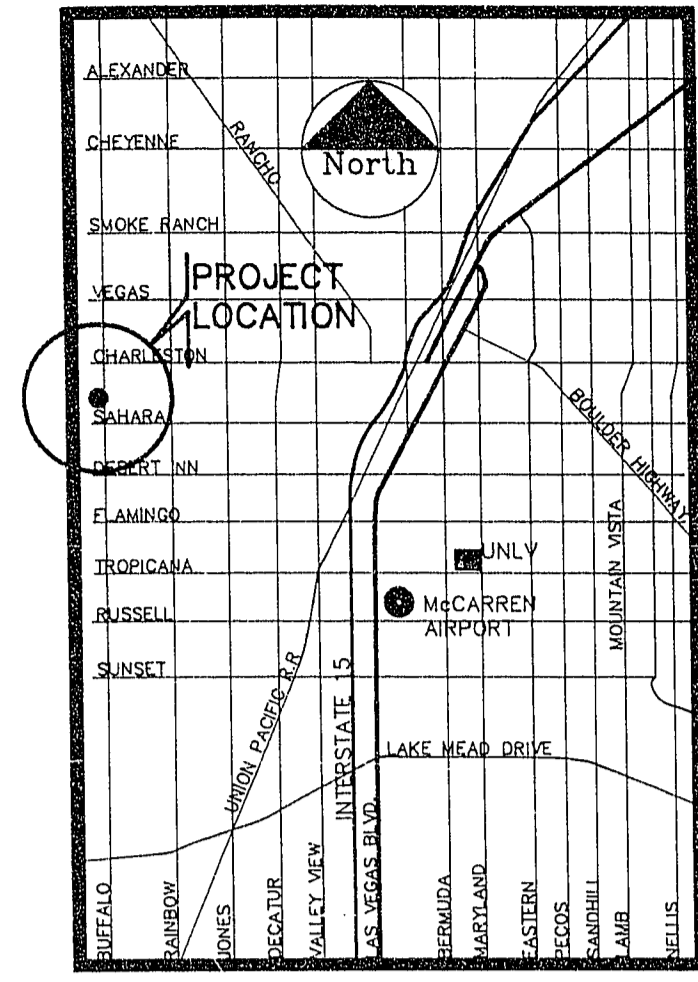 ALEXANDER
RANCHO
CHEYENNE
North
SMOKE RANCH
PROJECT
VEGAS
LOCATION
CHARLESTON
SAHARA
DESERT INN
BOULDER HIGHWAY
FLAMINGO
MOUNTAIN VISTA
TROPICANA
UNLV
RUSSELL
McCARREN
AIRPORT
SUNSET
UNION PACIFIC R.R
INTERSTATE 15
LAKE MEAD DRIVE
BUFFALO
RAINBOW
JONES
DECATUR
VALLEY VIEW
LAS VEGAS BLVD.
BERMUDA
MARYLAND
EASTERN
PECOS
SANDHILL
LAMB
NELLIS